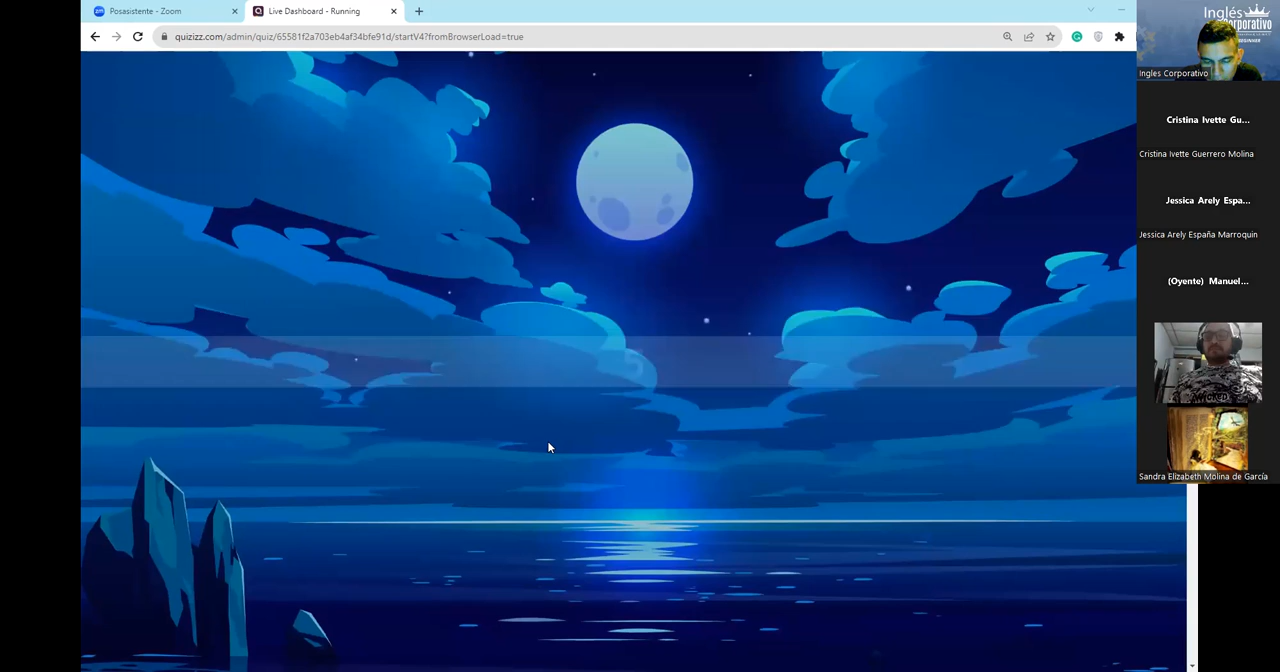 Posasistente - Zoom
Live Dashboard - Running
quizizz.com/admin/quiz/65581f2a703eb4af34bfe91d/startV4?fromBrowserLoad=true
Inglés
Corporativo
BEGINNER
Ingles Corporativo
Cristina Ivette Gu...
Cristina Ivette Guerrero Molina
Jessica Arely Espa...
Jessica Arely España Marroquin
(Oyente) Manuel...
Sandra Elizabeth Molina de García